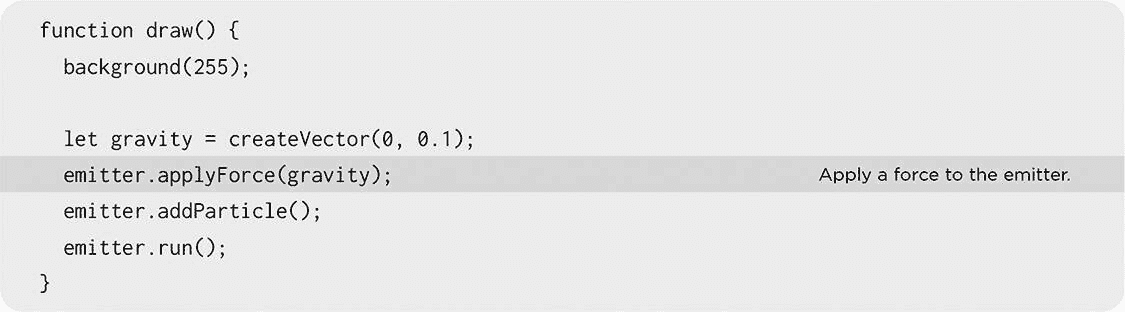 function draw() {
background(255);
let gravity = createVector(0, 0.1);
emitter.applyForce(gravity); Apply a force to the emitter.
emitter.addParticle();
emitter.run();
}